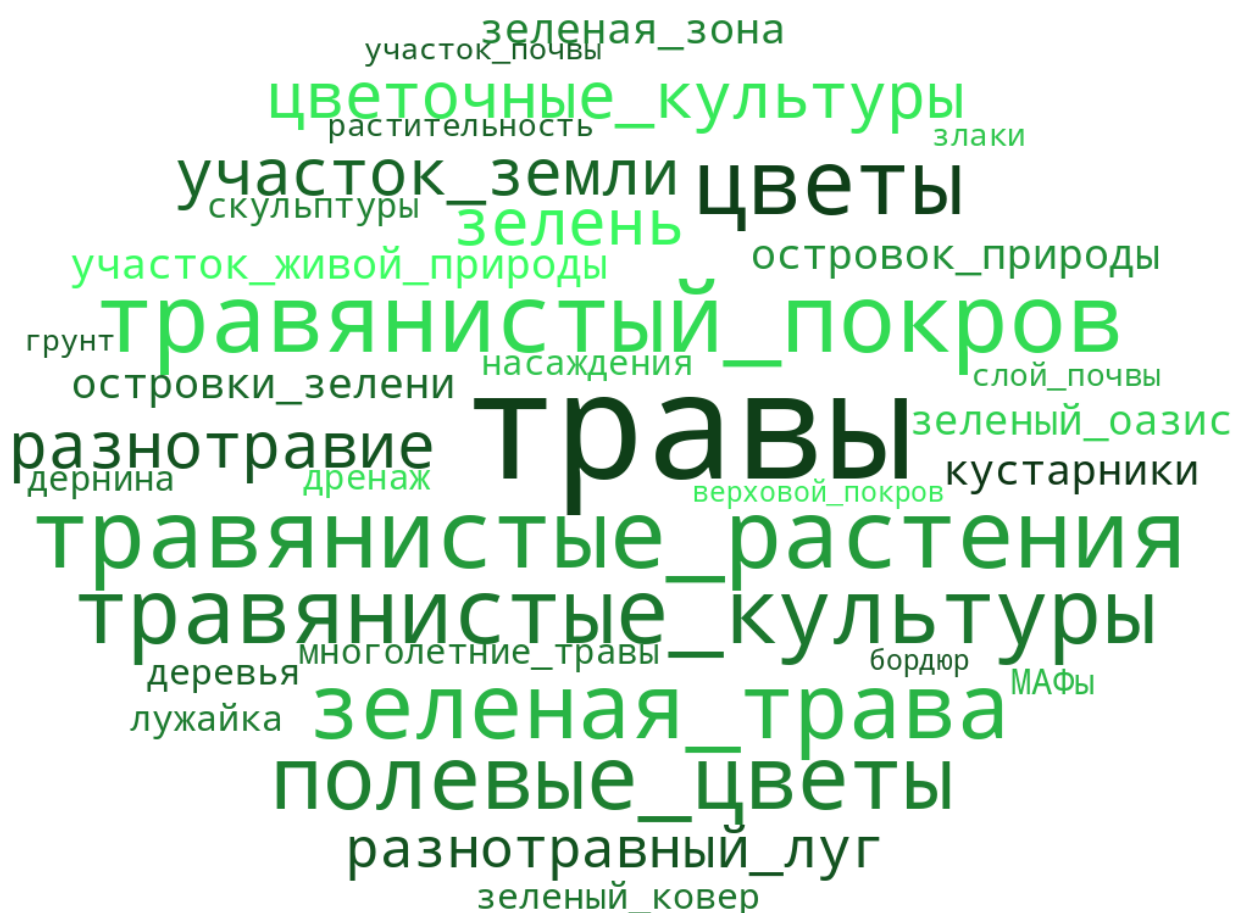 зеленая_зона
участок_почвы
цветочные_культуры
растительность
злаки
участок_земли
цветы
скульптуры
зелень
участок_живой_природы
островок_природы
травянистый_покров
грунт
насаждения
островки_зелени
слой_почвы
травы
зеленый_оазис
разнотравие
кустарники
дернина
дренаж
верховой_покров
травянистые_растения
травянистые_культуры
многолетние_травы
бордюр
деревья
МАФы
зеленая_трава
лужайка
полевые_цветы
разнотравный_луг
зеленый_ковер